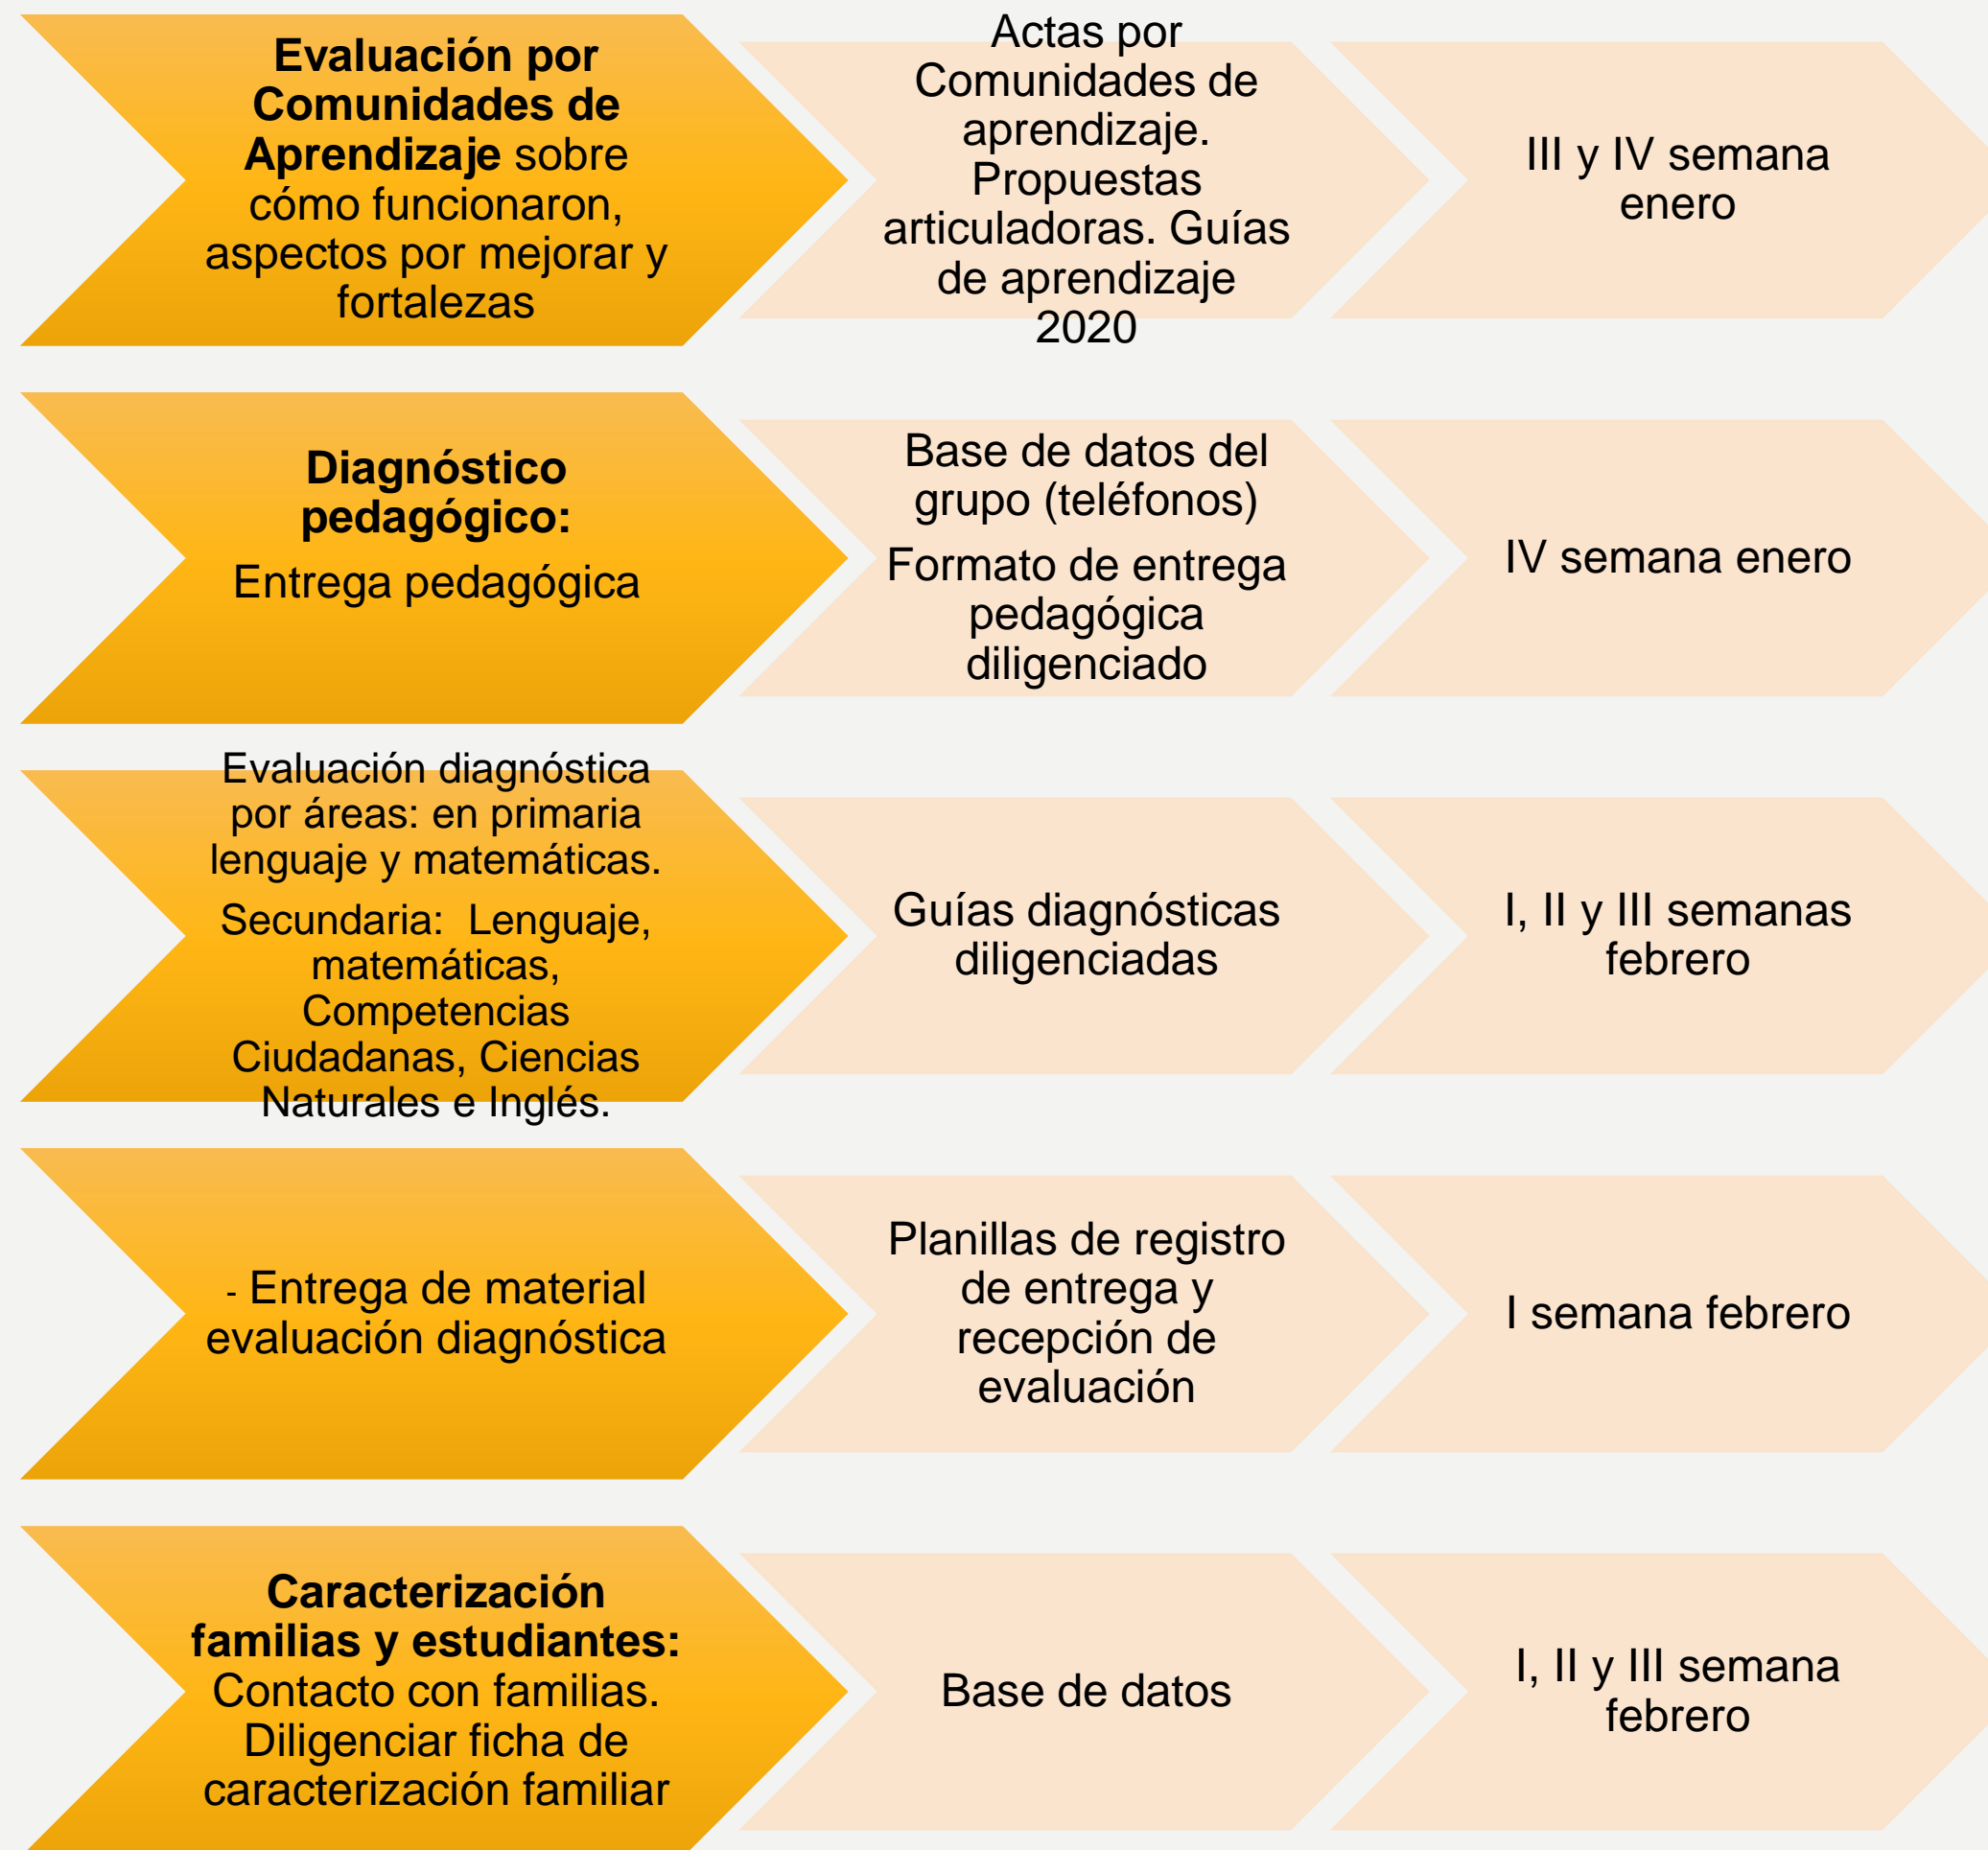 Evaluación por
Comunidades de
Aprendizaje sobre
cómo funcionaron,
aspectos por mejorar y
fortalezas
Actas por
Comunidades de
aprendizaje.
Propuestas
articuladoras. Guías
de aprendizaje
2020
III y IV semana
enero
Diagnóstico
pedagógico:
Entrega pedagógica
Base de datos del
grupo (teléfonos)
Formato de entrega
pedagógica
diligenciado
IV semana enero
Evaluación diagnóstica
por áreas: en primaria
lenguaje y matemáticas.
Secundaria:  Lenguaje,
matemáticas,
Competencias
Ciudadanas, Ciencias
Naturales e Inglés.
Guías diagnósticas
diligenciadas
I, II y III semanas
febrero
- Entrega de material
evaluación diagnóstica
Planillas de registro
de entrega y
recepción de
evaluación
I semana febrero
Caracterización
familias y estudiantes:
Contacto con familias.
Diligenciar ficha de
caracterización familiar
Base de datos
I, II y III semana
febrero